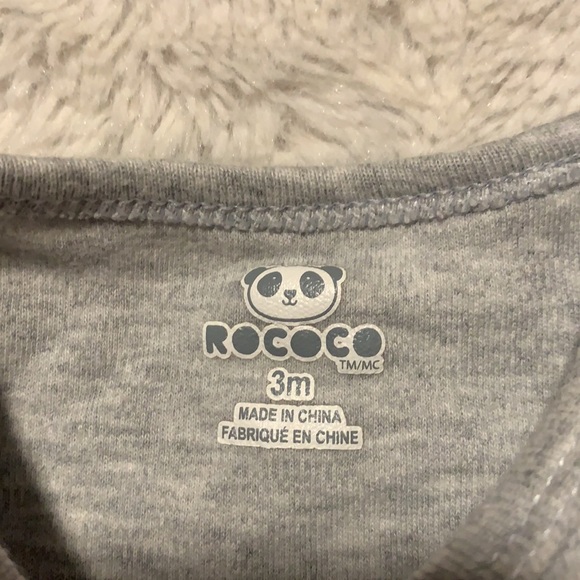 ROCOCO
TM/MC
3m
MADE IN CHINA
FABRIQUÉ EN CHINE